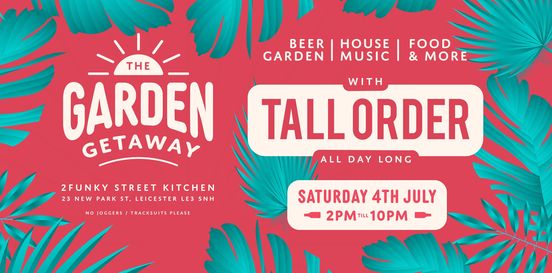 THE
GARDEN
GETAWAY
2FUNKY STREET KITCHEN
23 NEW PARK ST, LEICESTER LE3 5NH
NO JOGGERS / TRACKSUITS PLEASE
BEER | HOUSE | FOOD
GARDEN | MUSIC | & MORE
WITH
TALL ORDER
ALL DAY LONG
SATURDAY 4TH JULY
2PM TILL 10PM